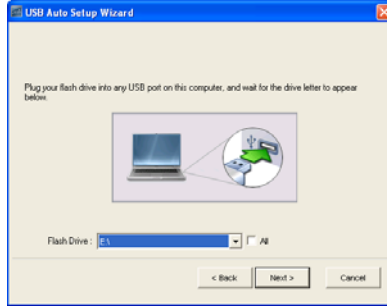 USB Auto Setup Wizard
Plug your flash drive into any USB port on this computer, and wait for the drive letter to appear
below.
Flash Drive : E:\ All
< Back Next > Cancel